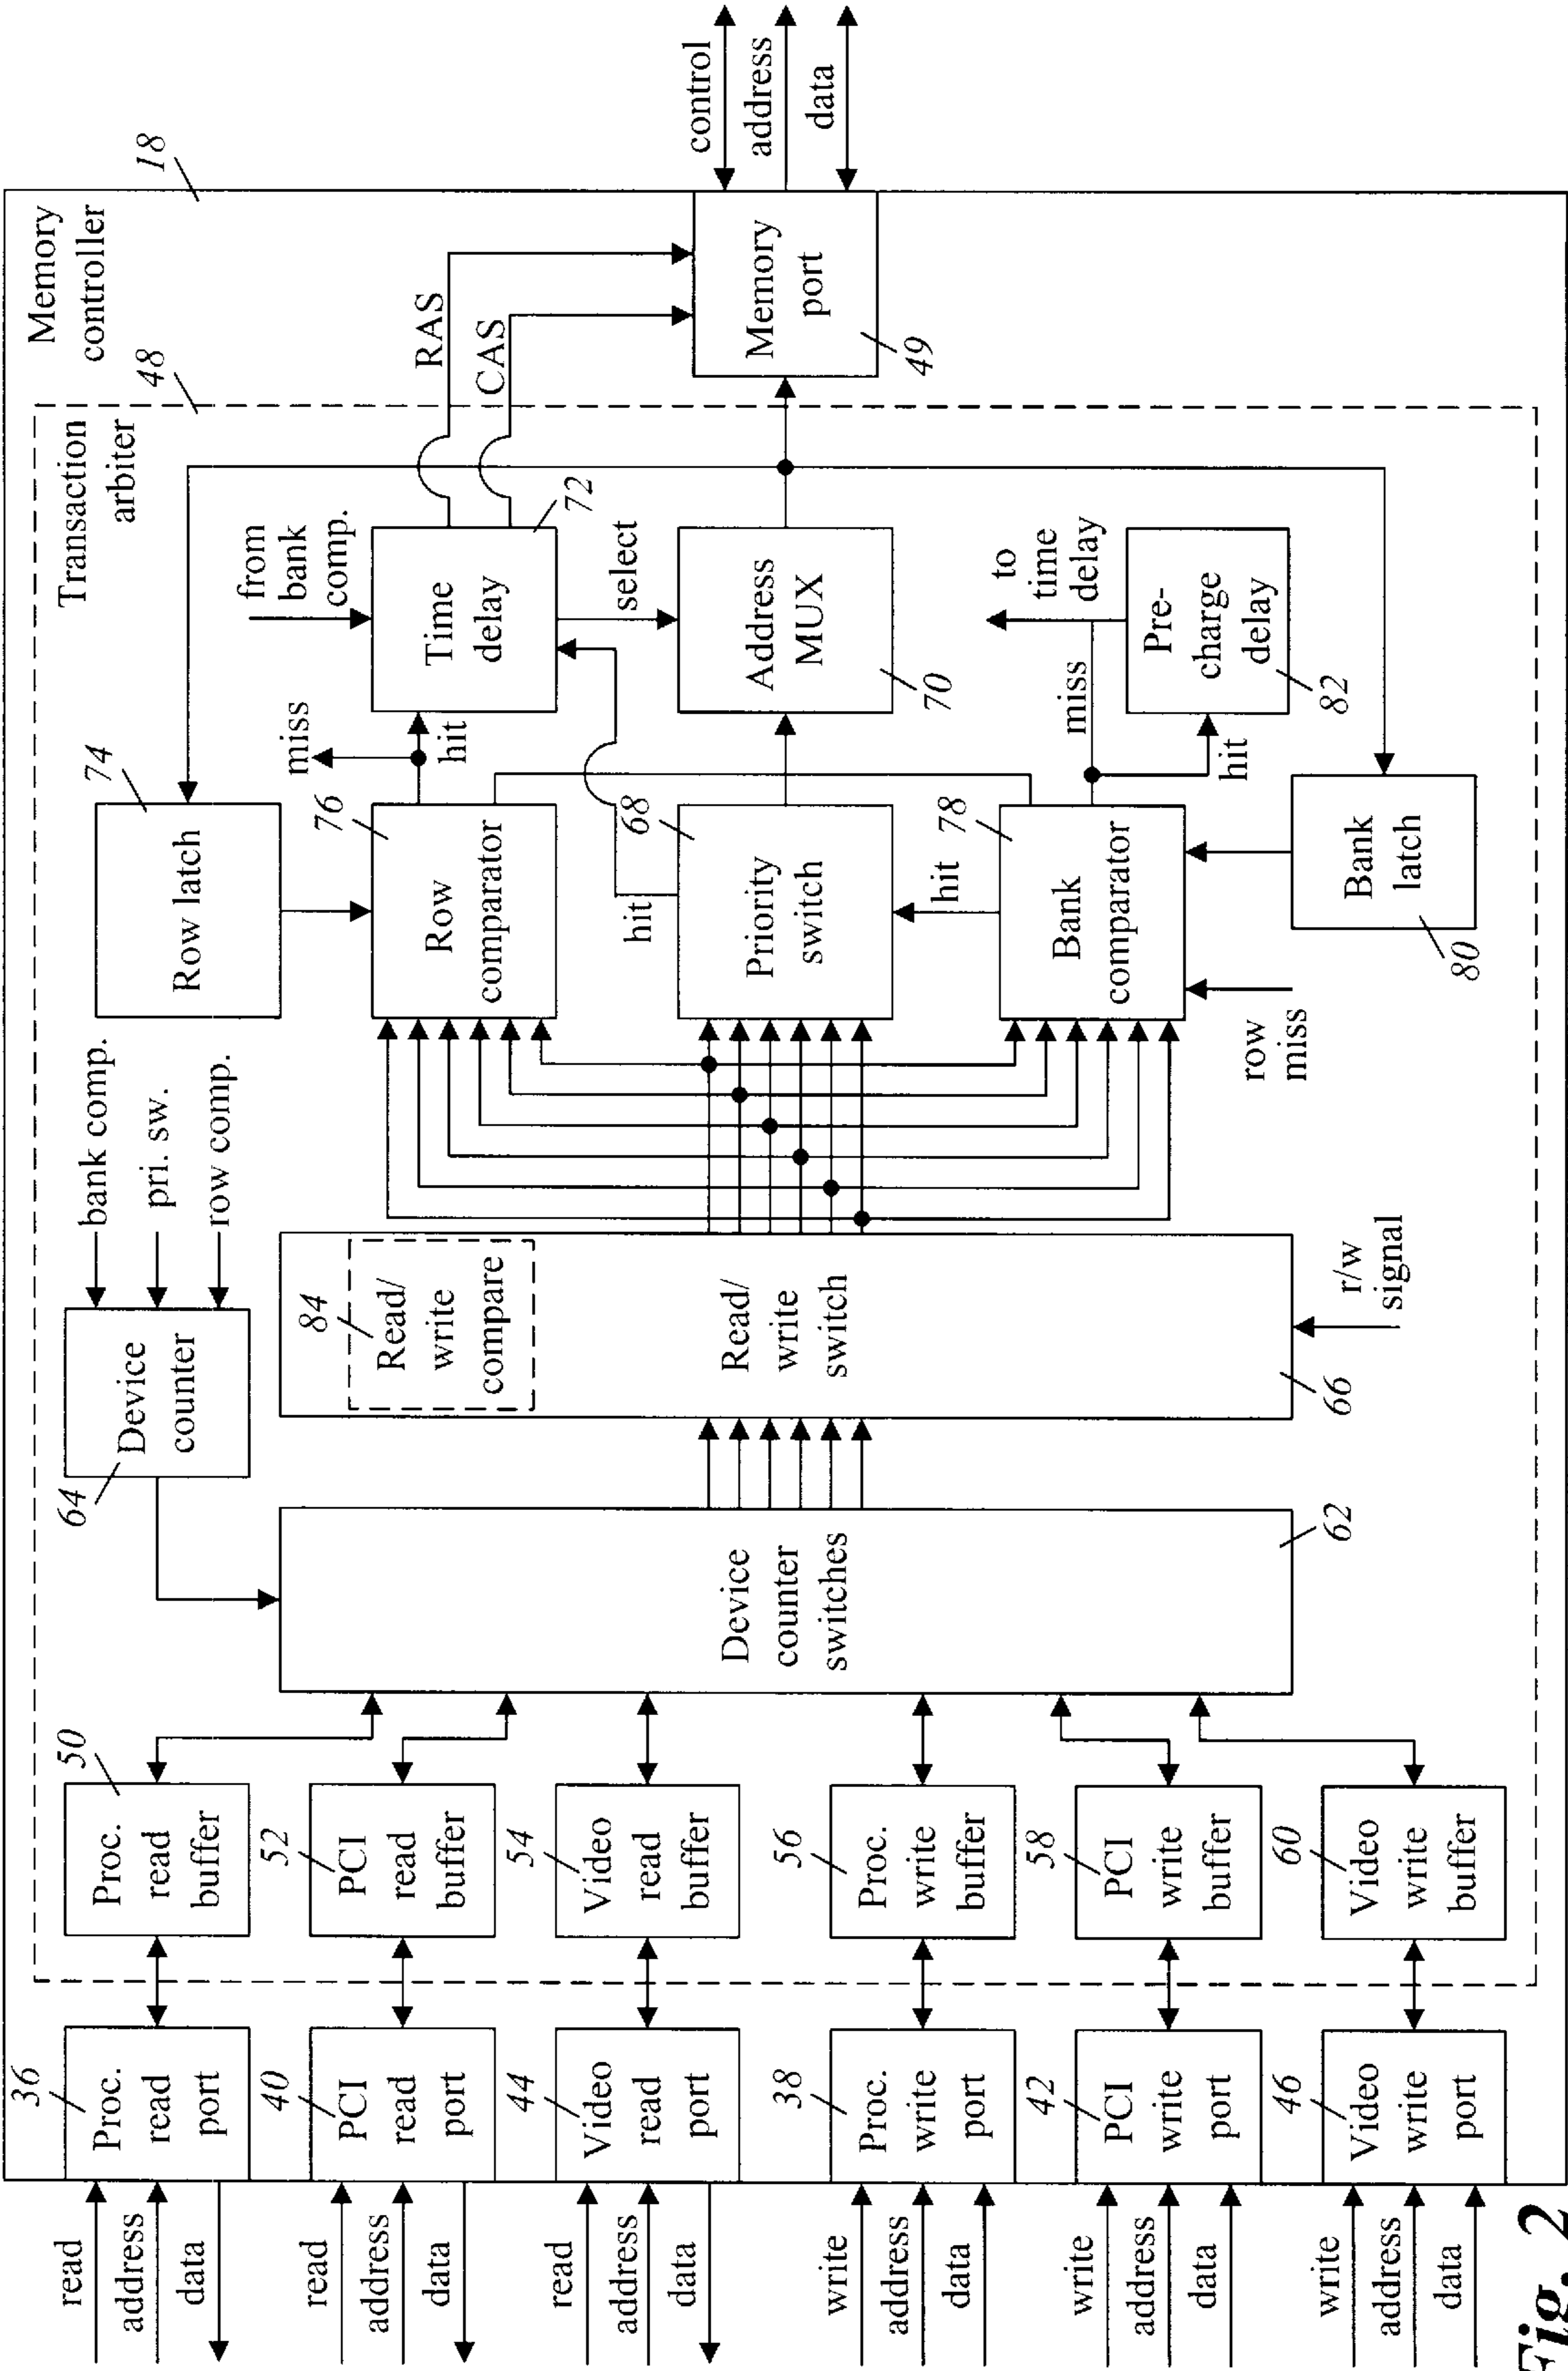 Memory
controller
18
Transaction
arbiter
48
read
address
data
36
Proc.
read
port
50
Proc.
read
buffer
64
Device
counter
bank comp.
pri. sw.
row comp.
74
Row latch
read
address
data
40
PCI
read
port
52
PCI
read
buffer
84
Read/
write
compare
76
Row
comparator
miss
hit
from
bank
comp.
Time
delay
72
RAS
CAS
read
address
data
44
Video
read
port
54
Video
read
buffer
Device
counter
switches
62
Read/
write
switch
66
r/w
signal
hit
68
Priority
switch
select
Address
MUX
70
Memory
port
49
control
address
data
write
address
data
38
Proc.
write
port
56
Proc.
write
buffer
hit
78
Bank
comparator
row
miss
miss
hit
to
time
delay
write
address
data
42
PCI
write
port
58
PCI
write
buffer
Pre-
charge
delay
82
write
address
data
46
Video
write
port
60
Video
write
buffer
Bank
latch
80
Fig. 2